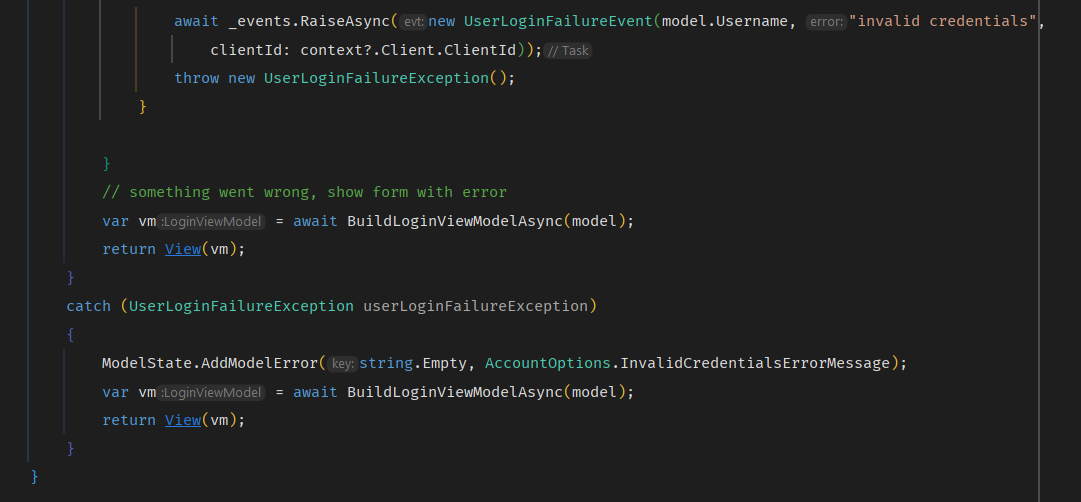 await _events.RaiseAsync( evt: new UserLoginFailureEvent(model.Username, error: "invalid credentials",
clientId: context?.Client.ClientId)); // Task
throw new UserLoginFailureException();
}
}
// something went wrong, show form with error
var vm :LoginViewModel = await BuildLoginViewModelAsync(model);
return View(vm);
}
catch (UserLoginFailureException userLoginFailureException)
{
ModelState.AddModelError( key: string.Empty, AccountOptions.InvalidCredentialsErrorMessage);
var vm :LoginViewModel = await BuildLoginViewModelAsync(model);
return View(vm);
}
}